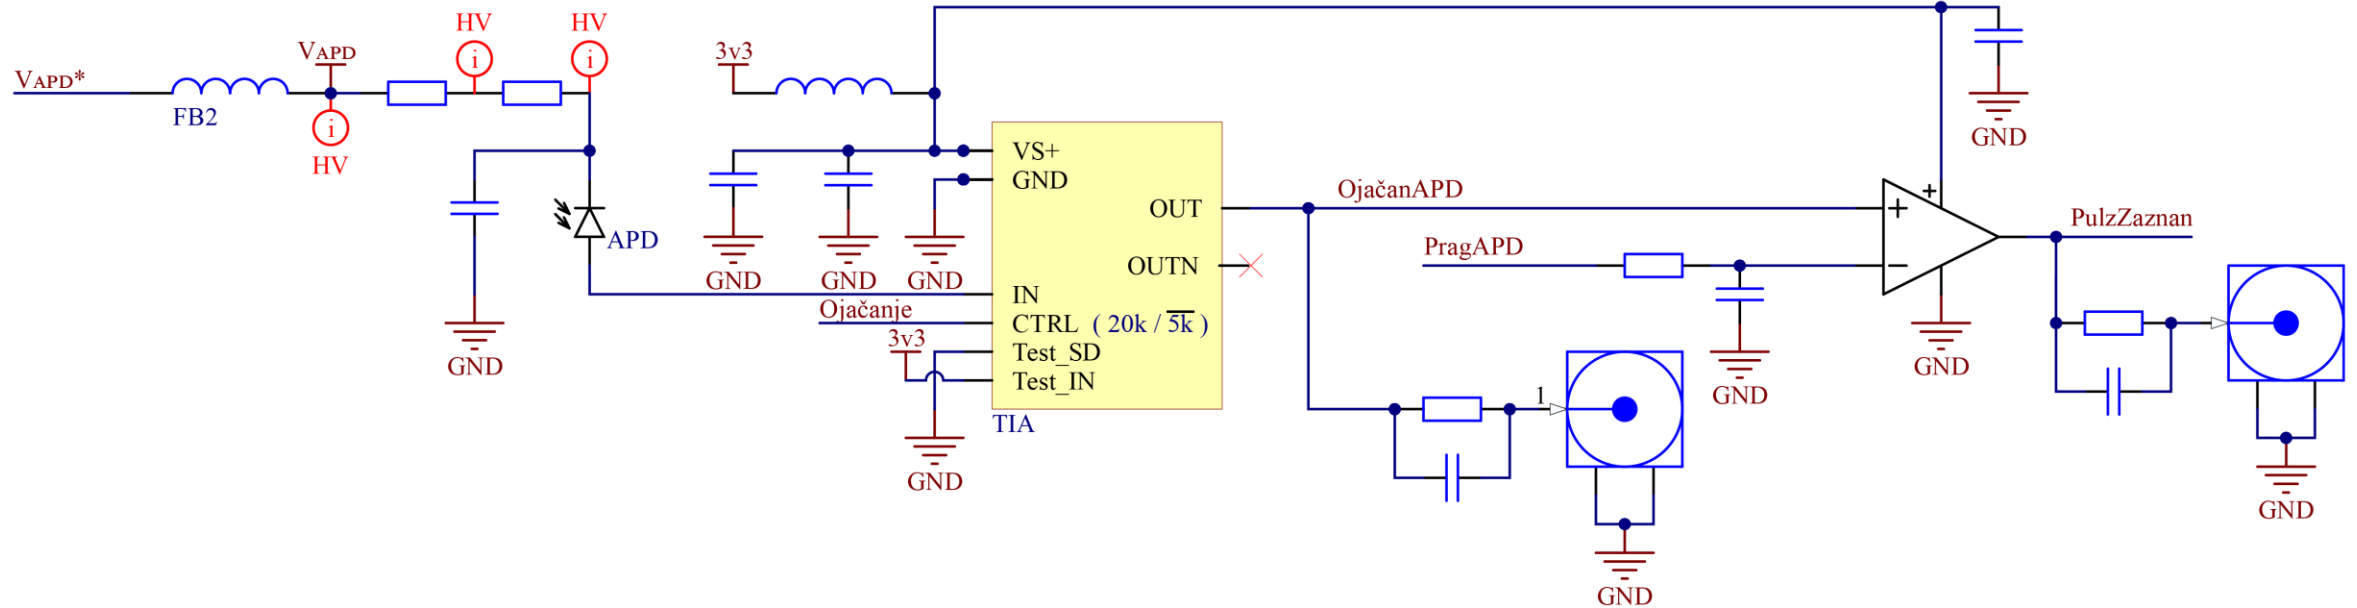 HV
HV
VAPD
3v3
VAPD*
FB2
i
i
i
HV
GND
VS+
GND
OUT
OjačanAPD
PulzZaznan
APD
PragAPD
OUTN
GND
GND
GND
IN
Ojačanje
CTRL ( 20k / 5k )
3v3
Test_SD
Test_IN
GND
GND
GND
1
TIA
GND
GND
GND